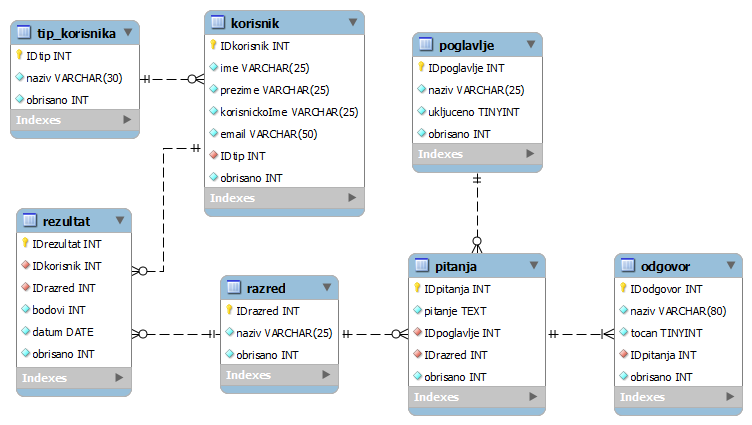 tip_korisnika
IDtip INT
naziv VARCHAR(30)
obrisano INT
Indexes
korisnik
IDkorisnik INT
ime VARCHAR(25)
prezime VARCHAR(25)
korisnickoIme VARCHAR(25)
email VARCHAR(50)
IDtip INT
obrisano INT
Indexes
poglavlje
IDpoglavlje INT
naziv VARCHAR(25)
ukljuceno TINYINT
obrisano INT
Indexes
rezultat
IDrezultat INT
IDkorisnik INT
IDrazred INT
bodovi INT
datum DATE
obrisano INT
Indexes
razred
IDrazred INT
naziv VARCHAR(25)
obrisano INT
Indexes
pitanja
IDpitanja INT
pitanje TEXT
IDpoglavlje INT
IDrazred INT
obrisano INT
Indexes
odgovor
IDodgovor INT
naziv VARCHAR(80)
tocan TINYINT
IDpitanja INT
obrisano INT
Indexes